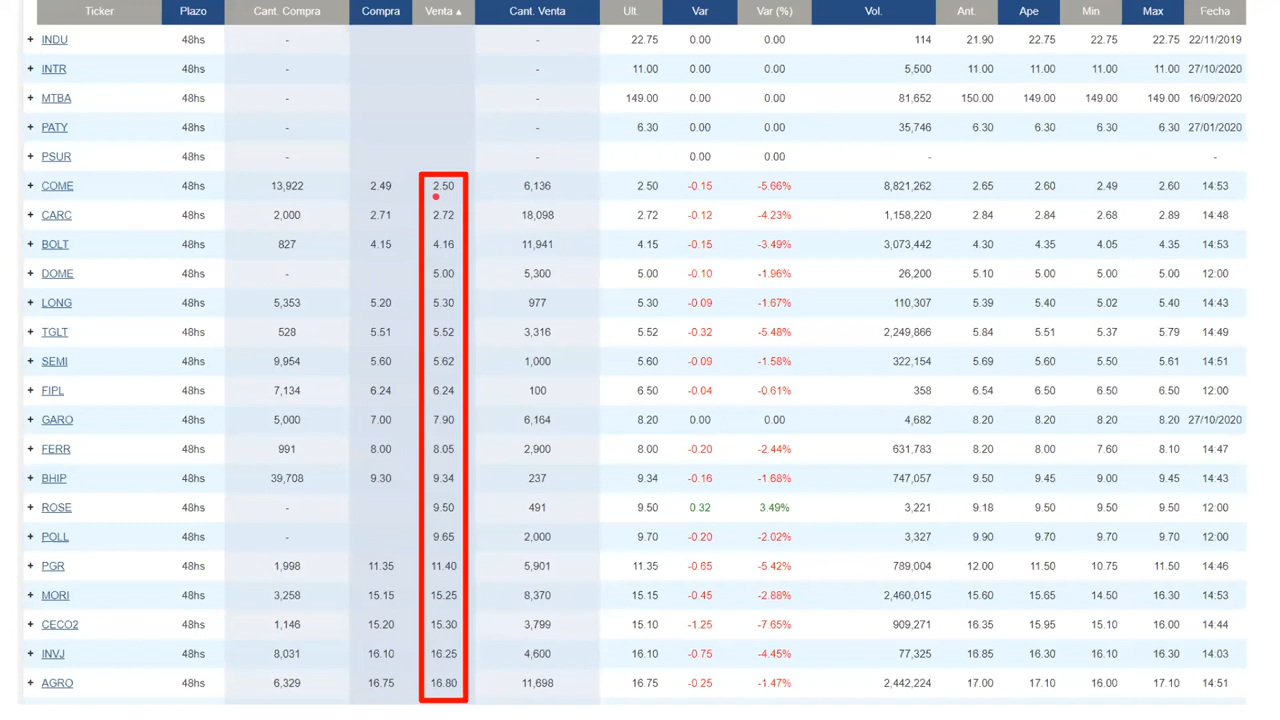 Ticker Plazo Cant. Compra Compra Venta ▲ Cant. Venta Ult. Var Var (%) Vol. Ant. Ape Min Max Fecha
+ INDU 48hs - - 22.75 0.00 0.00 114 21.90 22.75 22.75 22.75 22/11/2019
+ INTR 48hs - - 11.00 0.00 0.00 5,500 11.00 11.00 11.00 11.00 27/10/2020
+ MTBA 48hs - - 149.00 0.00 0.00 81,652 150.00 149.00 149.00 149.00 16/09/2020
+ PATY 48hs - - 6.30 0.00 0.00 35,746 6.30 6.30 6.30 6.30 27/01/2020
+ PSUR 48hs - - 0.00 0.00 - -
+ COME 48hs 13,922 2.49 2.50 6,136 2.50 -0.15 -5.66% 8,821,262 2.65 2.60 2.49 2.60 14:53
+ CARC 48hs 2,000 2.71 2.72 18,098 2.72 -0.12 -4.23% 1,158,220 2.84 2.84 2.68 2.89 14:48
+ BOLT 48hs 827 4.15 4.16 11,941 4.15 -0.15 -3.49% 3,073,442 4.30 4.35 4.05 4.35 14:53
+ DOME 48hs - 5.00 5,300 5.00 -0.10 -1.96% 26,200 5.10 5.00 5.00 5.00 12:00
+ LONG 48hs 5,353 5.20 5.30 977 5.30 -0.09 -1.67% 110,307 5.39 5.40 5.02 5.40 14:43
+ TGLT 48hs 528 5.51 5.52 3,316 5.52 -0.32 -5.48% 2,249,866 5.84 5.51 5.37 5.79 14:49
+ SEMI 48hs 9,954 5.60 5.62 1,000 5.60 -0.09 -1.58% 322,154 5.69 5.60 5.50 5.61 14:51
+ FIPL 48hs 7,134 6.24 6.24 100 6.50 -0.04 -0.61% 358 6.54 6.50 6.50 6.50 12:00
+ GARO 48hs 5,000 7.00 7.90 6,164 8.20 0.00 0.00 4,682 8.20 8.20 8.20 8.20 27/10/2020
+ FERR 48hs 991 8.00 8.05 2,900 8.00 -0.20 -2.44% 631,783 8.20 8.00 7.60 8.10 14:47
+ BHIP 48hs 39,708 9.30 9.34 237 9.34 -0.16 -1.68% 747,057 9.50 9.45 9.00 9.45 14:43
+ ROSE 48hs - 9.50 491 9.50 0.32 3.49% 3,221 9.18 9.50 9.50 9.50 12:00
+ POLL 48hs - 9.65 2,000 9.70 -0.20 -2.02% 3,327 9.90 9.70 9.70 9.70 12:00
+ PGR 48hs 1,998 11.35 11.40 5,901 11.35 -0.65 -5.42% 789,004 12.00 11.50 10.75 11.50 14:46
+ MORI 48hs 3,258 15.15 15.25 8,370 15.15 -0.45 -2.88% 2,460,015 15.60 15.65 14.50 16.30 14:53
+ CECO2 48hs 1,146 15.20 15.30 3,799 15.10 -1.25 -7.65% 909,271 16.35 15.95 15.10 16.00 14:44
+ INVJ 48hs 8,031 16.10 16.25 4,600 16.10 -0.75 -4.45% 77,325 16.85 16.30 16.10 16.30 14:03
+ AGRO 48hs 6,329 16.75 16.80 11,698 16.75 -0.25 -1.47% 2,442,224 17.00 17.10 16.00 17.10 14:51